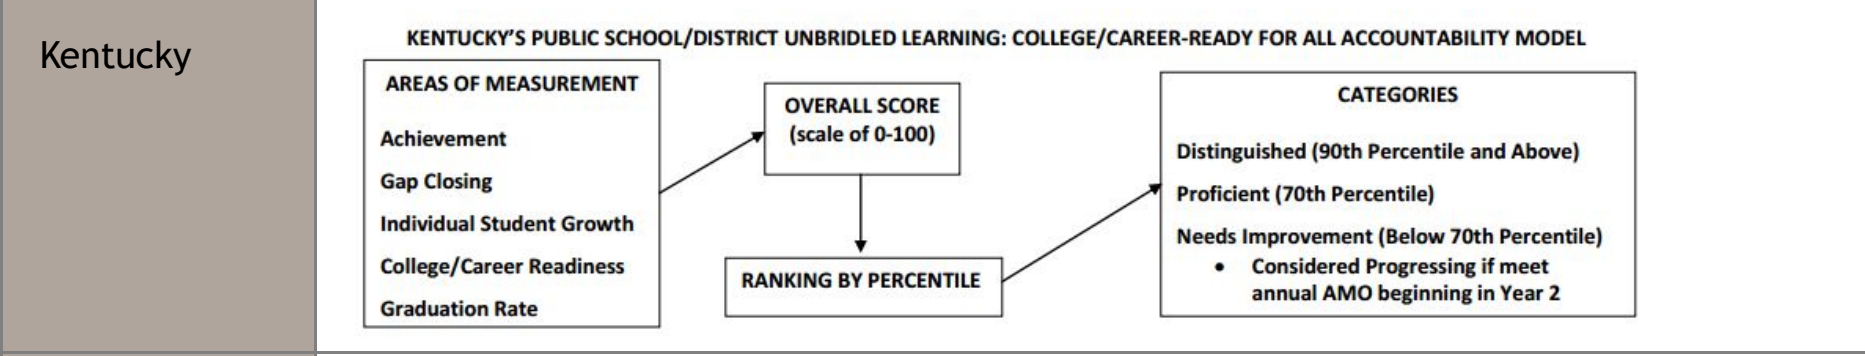 Kentucky
KENTUCKY'S PUBLIC SCHOOL/DISTRICT UNBRIDLED LEARNING: COLLEGE/CAREER-READY FOR ALL ACCOUNTABILITY MODEL
AREAS OF MEASUREMENT
Achievement
Gap Closing
Individual Student Growth
College/Career Readiness
Graduation Rate
OVERALL SCORE
(scale of 0-100)
RANKING BY PERCENTILE
CATEGORIES
Distinguished (90th Percentile and Above)
Proficient (70th Percentile)
Needs Improvement (Below 70th Percentile)
• Considered Progressing if meet
annual AMO beginning in Year 2